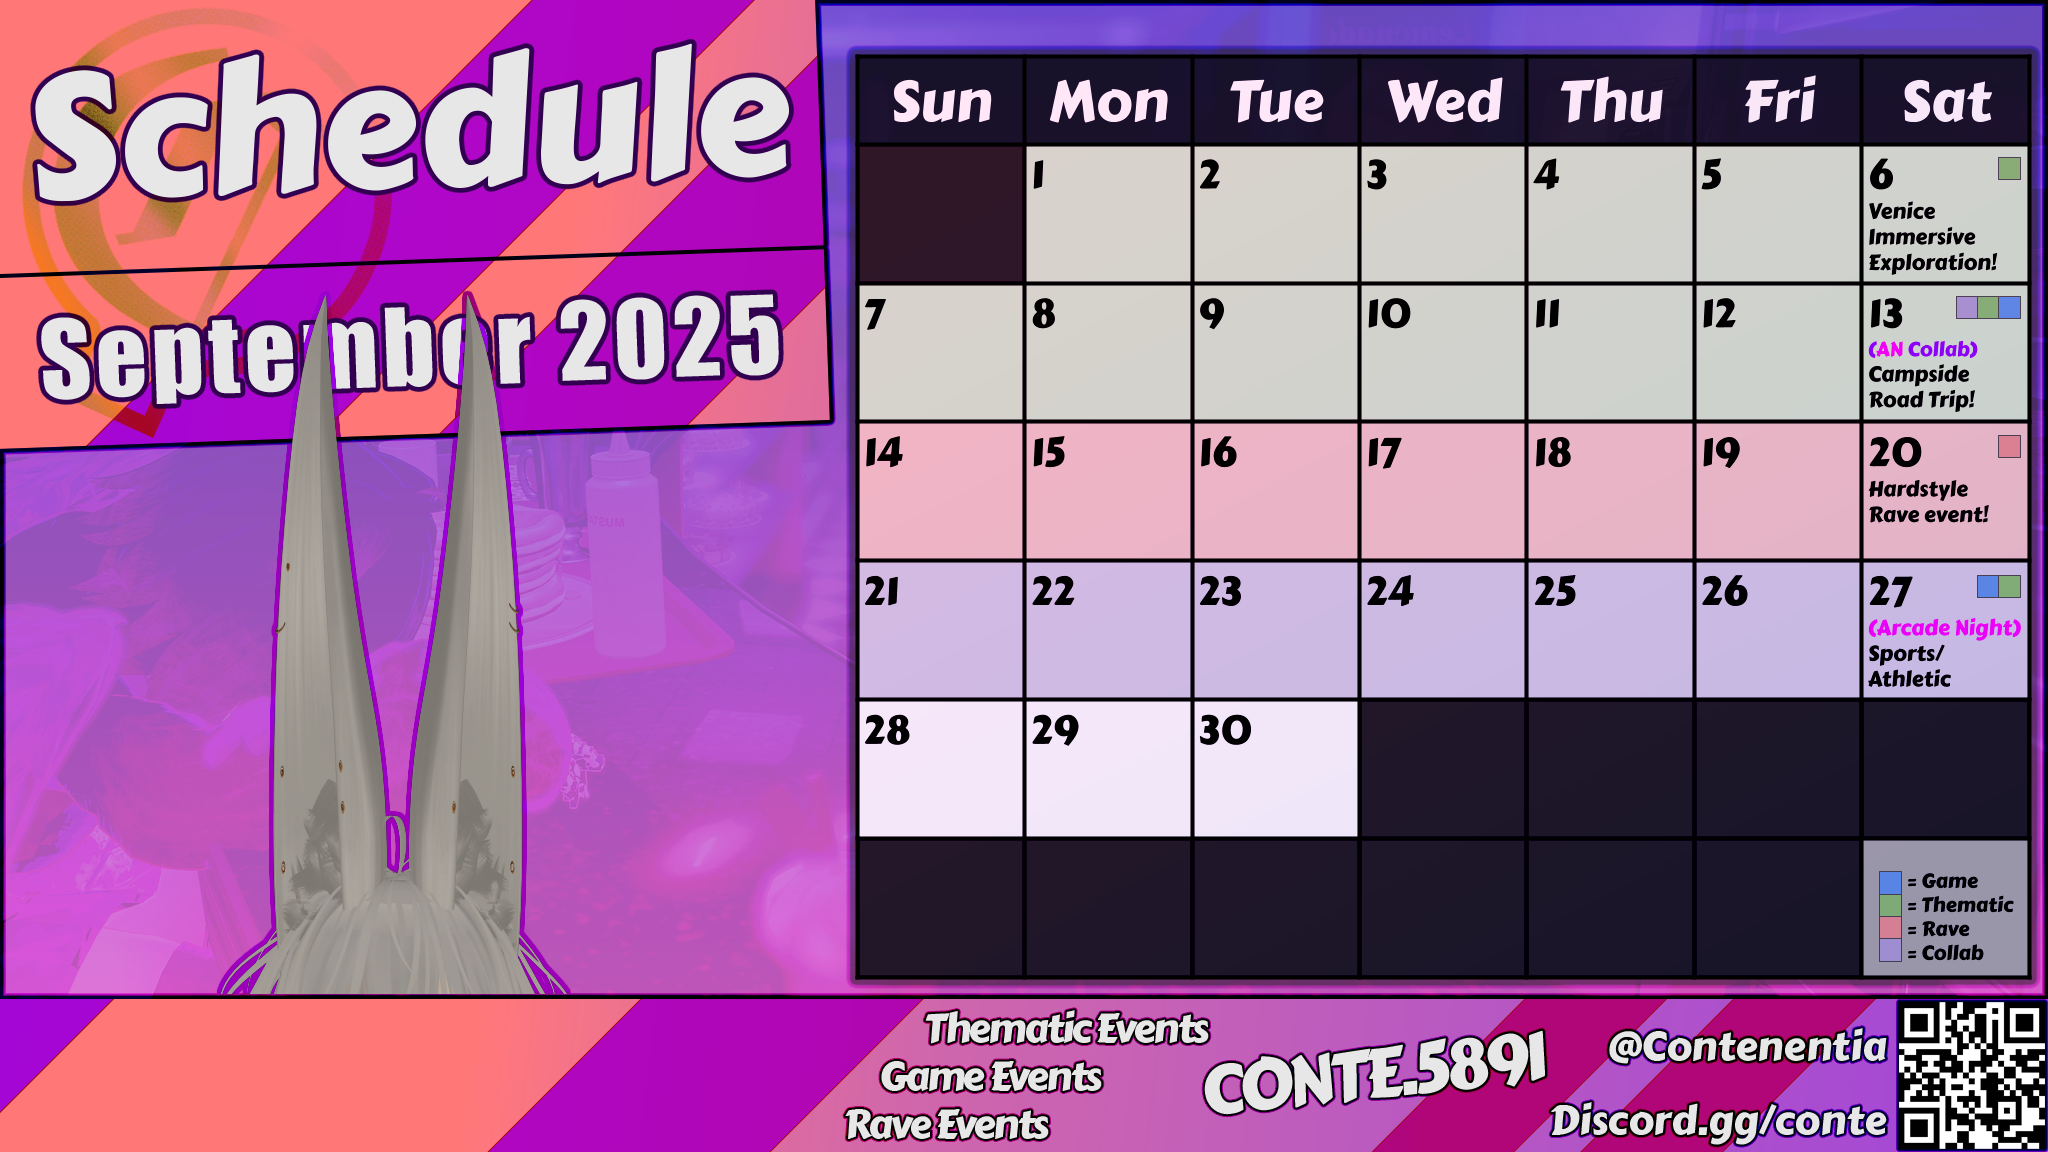 Schedule
September 2025
Sun Mon Tue Wed Thu Fri Sat
1 2 3 4 5 6
Venice
Immersive
Exploration!
7 8 9 10 11 12 13
(AN Collab)
Campside
Road Trip!
14 15 16 17 18 19 20
Hardstyle
Rave event!
21 22 23 24 25 26 27
(Arcade Night)
Sports/
Athletic
28 29 30
= Game
= Thematic
= Rave
= Collab
Thematic Events
Game Events
Rave Events
CONTE.5891
@Contenentia
Discord.gg/conte